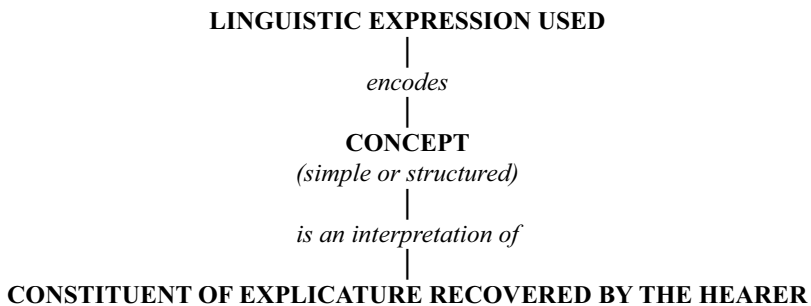 LINGUISTIC EXPRESSION USED
encodes
CONCEPT
(simple or structured)
is an interpretation of
CONSTITUENT OF EXPLICATURE RECOVERED BY THE HEARER